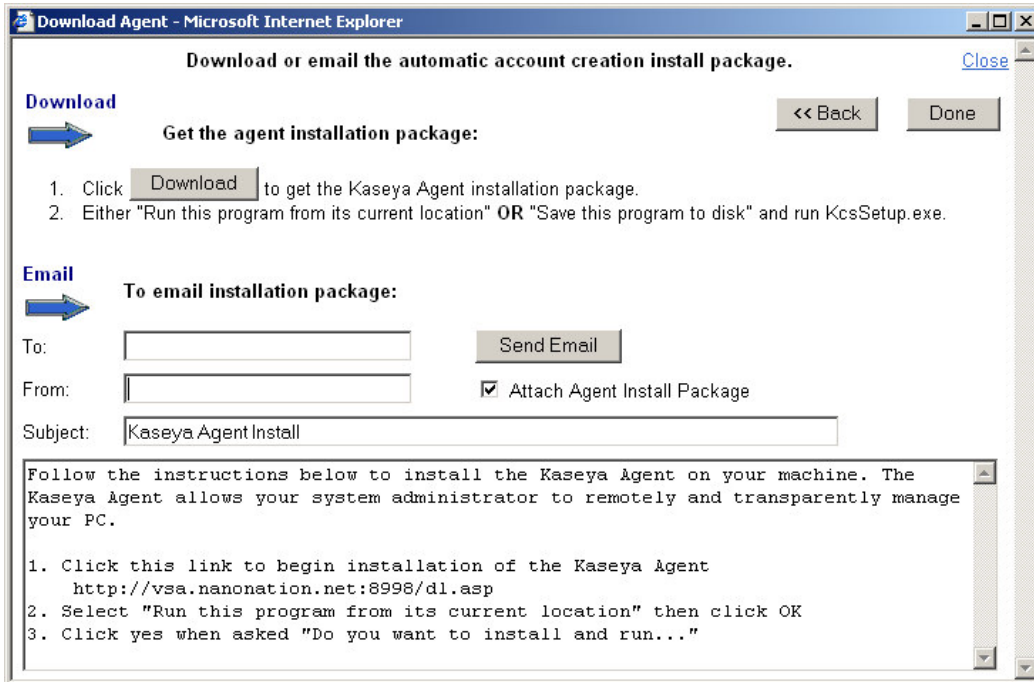 Download Agent - Microsoft Internet Explorer
Download or email the automatic account creation install package.
Close
Download
<< Back
Done
Get the agent installation package:
1. Click Download to get the Kaseya Agent installation package.
2. Either "Run this program from its current location" OR "Save this program to disk" and run KcsSetup.exe.
Email
To email installation package:
To:
Send Email
From:
Attach Agent Install Package
Subject: Kaseya Agent Install
Follow the instructions below to install the Kaseya Agent on your machine. The
Kaseya Agent allows your system administrator to remotely and transparently manage
your PC.
1. Click this link to begin installation of the Kaseya Agent
http://vsa.nanonation.net:8998/dl.asp
2. Select "Run this program from its current location" then click OK
3. Click yes when asked "Do you want to install and run..."